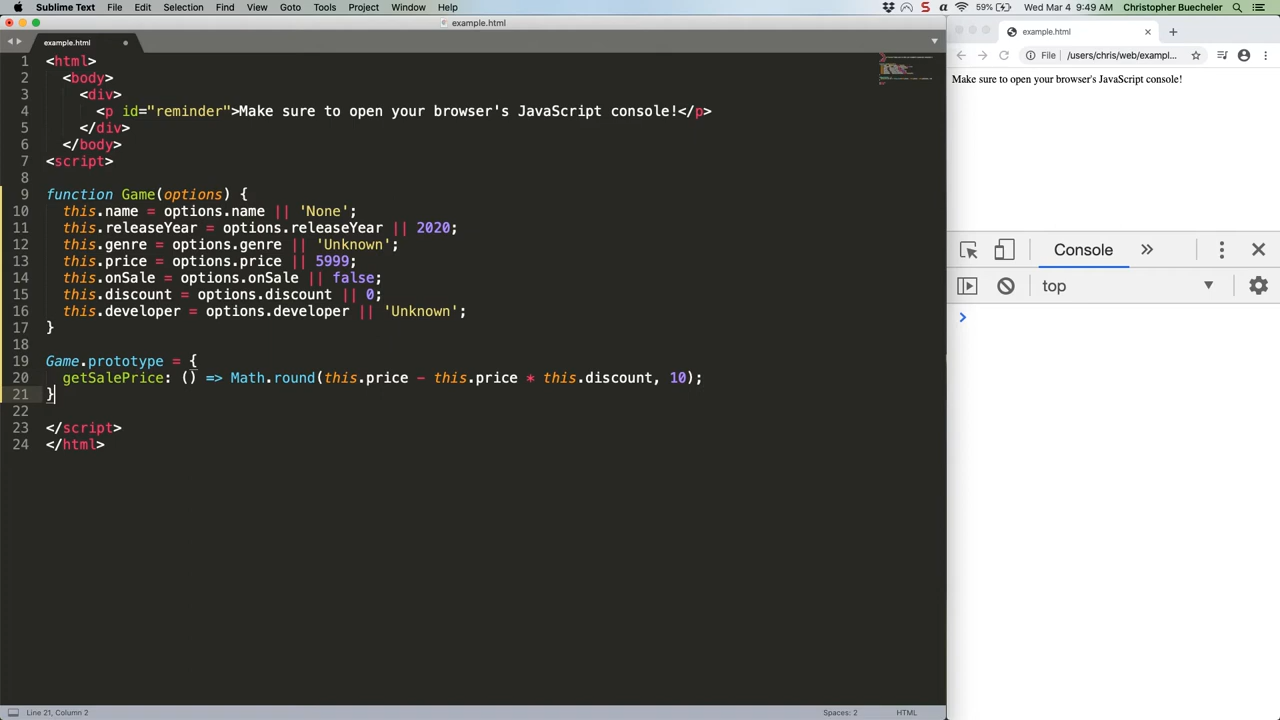 Sublime Text File Edit Selection Find View Goto Tools Project Window Help 59% Wed Mar 4 9:49 AM Christopher Buecheler
example.html
example.html
1 <html>
2 <body>
3 <div>
4 <p id="reminder">Make sure to open your browser's JavaScript console!</p>
5 </div>
6 </body>
7 <script>
8
9 function Game(options) {
10 this.name = options.name || 'None';
11 this.releaseYear = options.releaseYear || 2020;
12 this.genre = options.genre || 'Unknown';
13 this.price = options.price || 5999;
14 this.onSale = options.onSale || false;
15 this.discount = options.discount || 0;
16 this.developer = options.developer || 'Unknown';
17 }
18
19 Game.prototype = {
20 getSalePrice: () => Math.round(this.price - this.price * this.discount, 10);
21 }
22
23 </script>
24 </html>
Line 21, Column 2 Spaces: 2 HTML
example.html
File /users/chris/web/exampl
Make sure to open your browser's JavaScript console!
Console
top